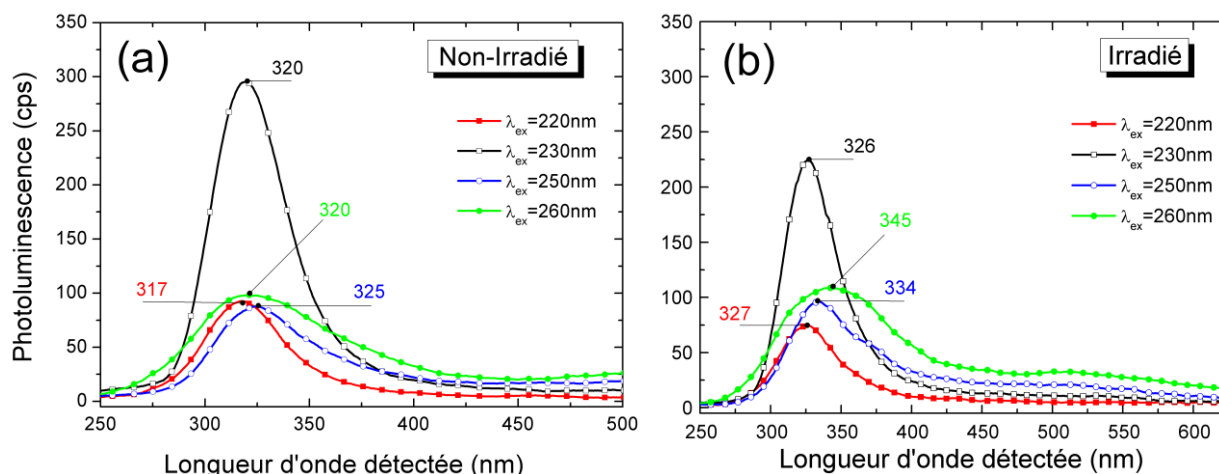 (a)
Non-Irradié
320
λex=220nm
λex=230nm
λex=250nm
λex=260nm
320
317
325
350
300
250
200
150
100
50
0
Photoluminescence (cps)
250 300 350 400 450 500
Longueur d'onde détectée (nm)
(b)
Irradié
326
λex=220nm
λex=230nm
λex=250nm
λex=260nm
345
334
327
350
300
250
200
150
100
50
0
250 300 350 400 450 500 550 600
Longueur d'onde détectée (nm)